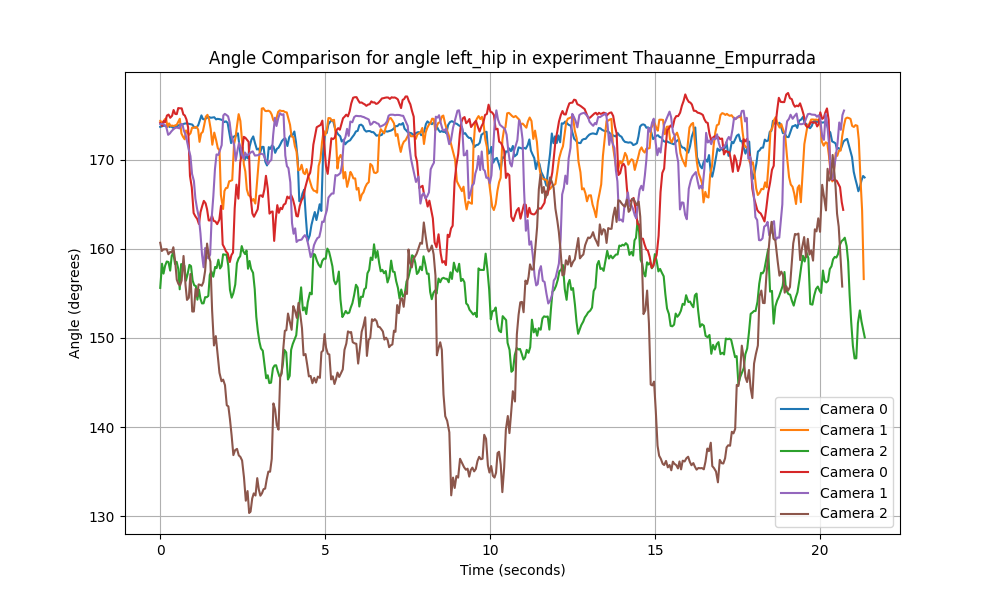 Angle Comparison for angle left_hip in experiment Thauanne_Empurrada
Angle (degrees)
170
160
150
140
130
0 5 10 15 20
Time (seconds)
Camera 0
Camera 1
Camera 2
Camera 0
Camera 1
Camera 2